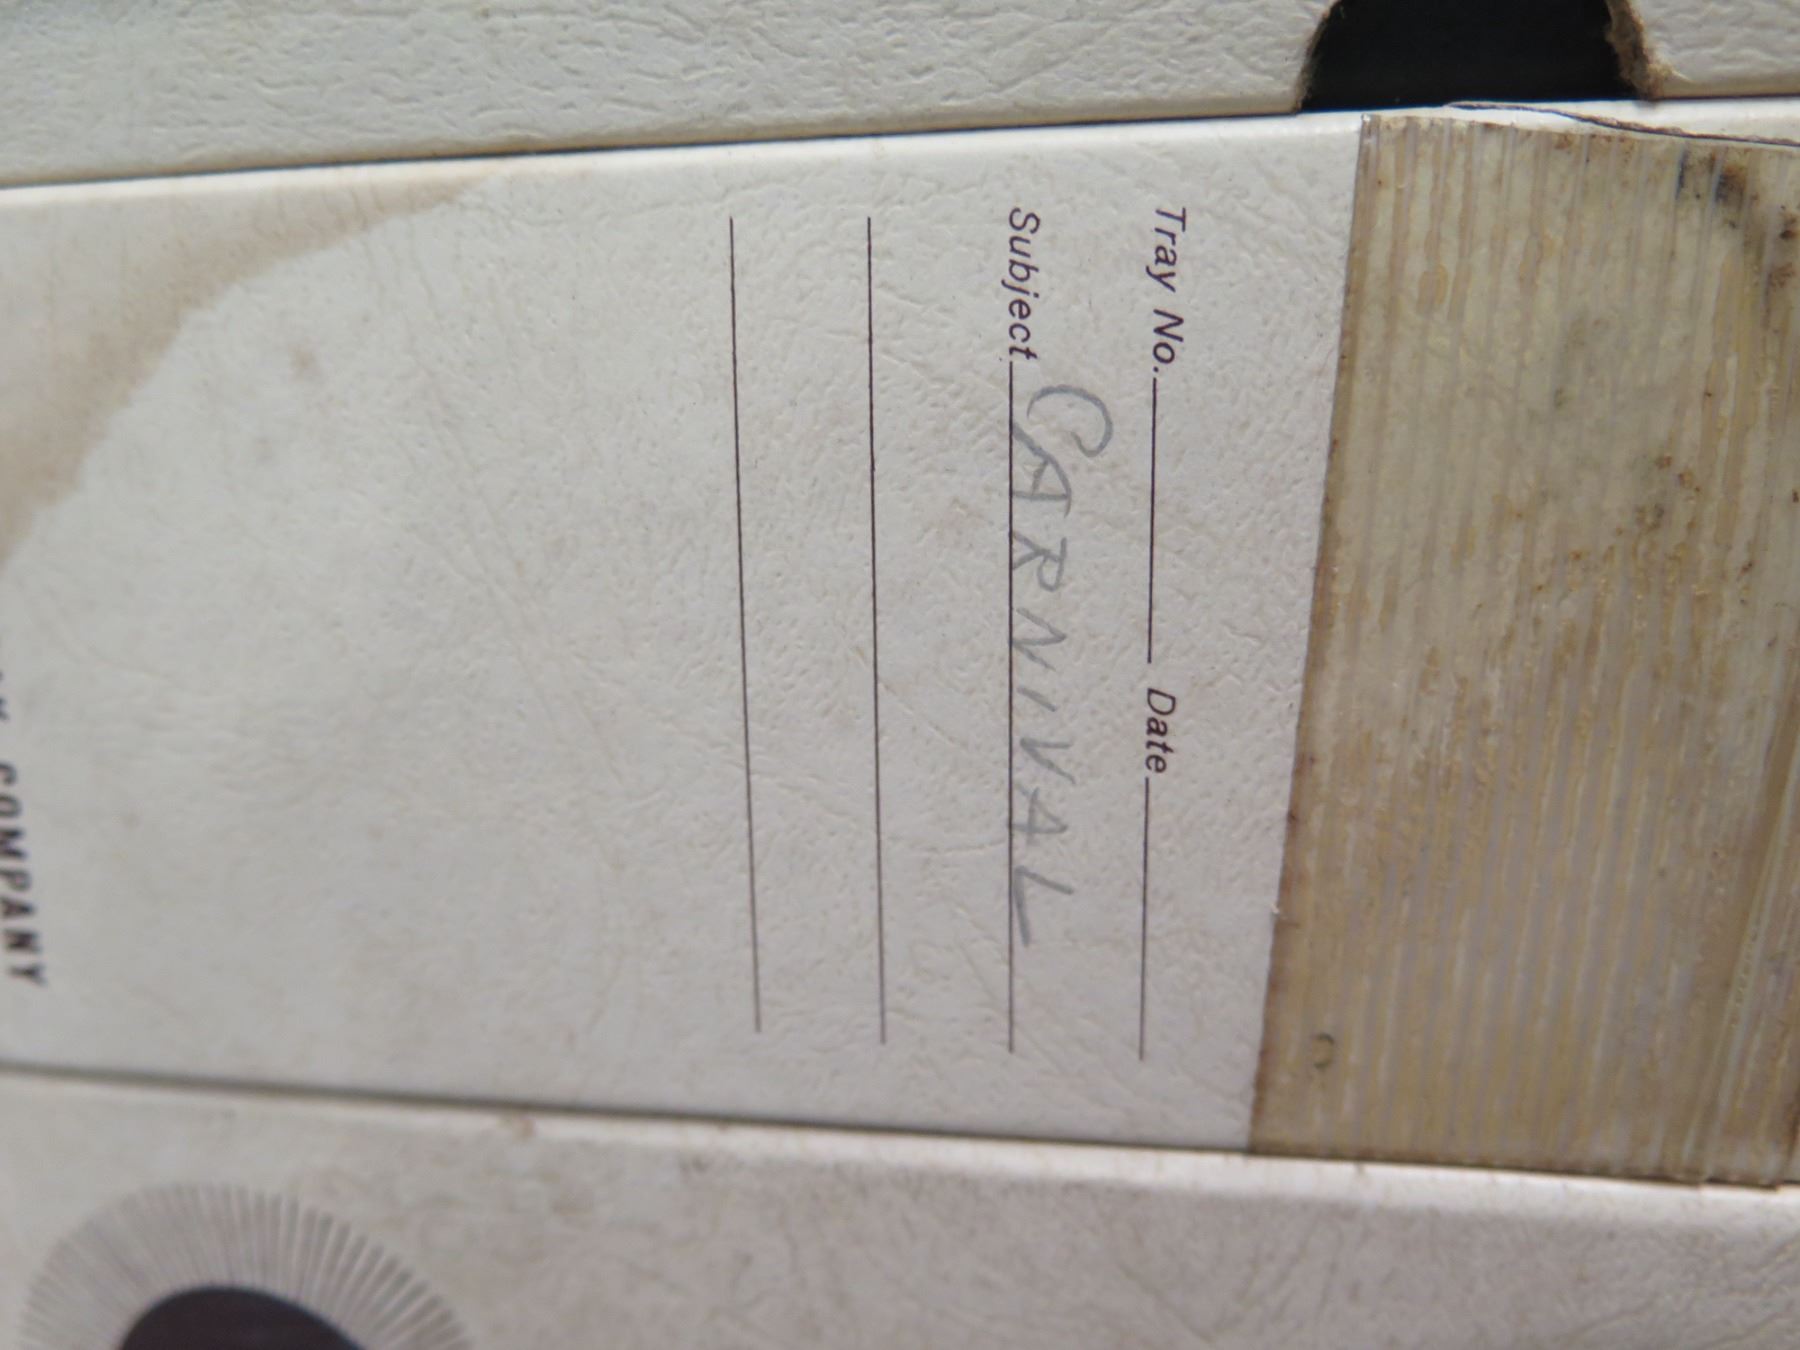 Tray No. Date
Subject CARNIVAL
COMPANY